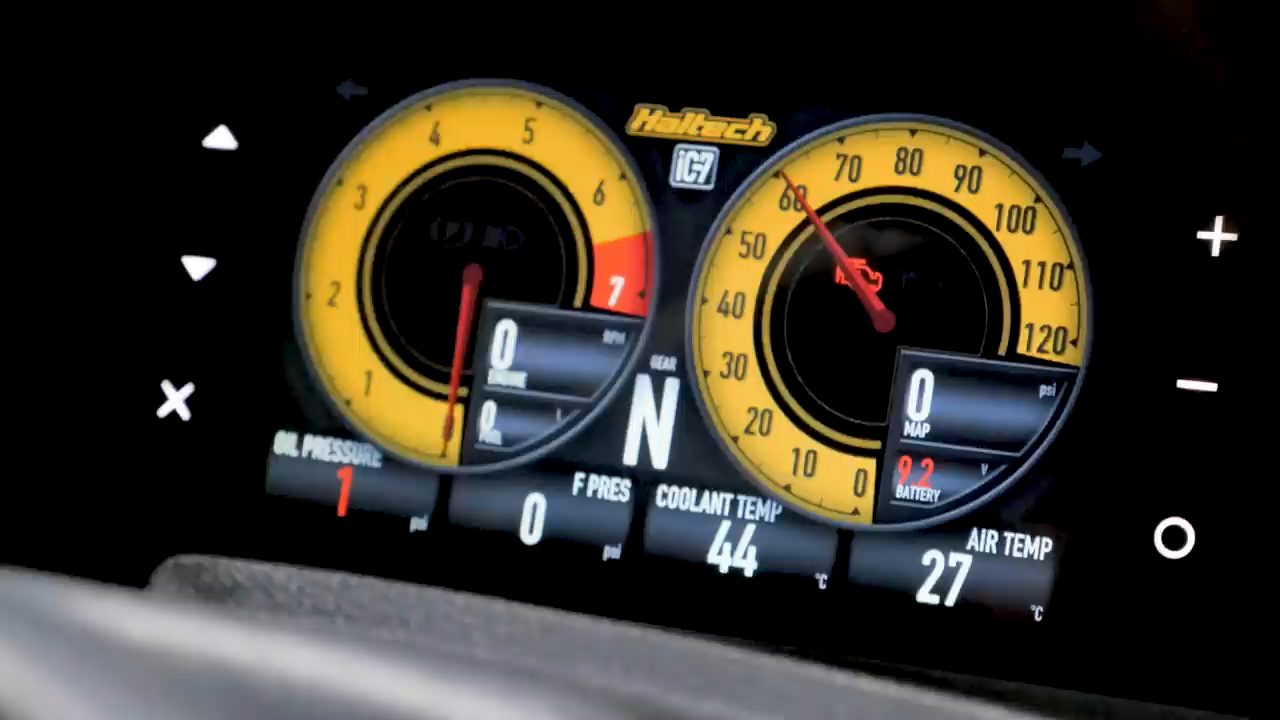 Haltech
iC7
1
2
3
4
5
6
7
0
RPM
ENGINE
0
GEAR
N
0
10
20
30
40
50
60
70
80
90
100
110
120
0
psi
MAP
9.2
V
BATTERY
OIL PRESSURE
1
psi
F PRES
0
psi
COOLANT TEMP
44
°C
AIR TEMP
27
°C